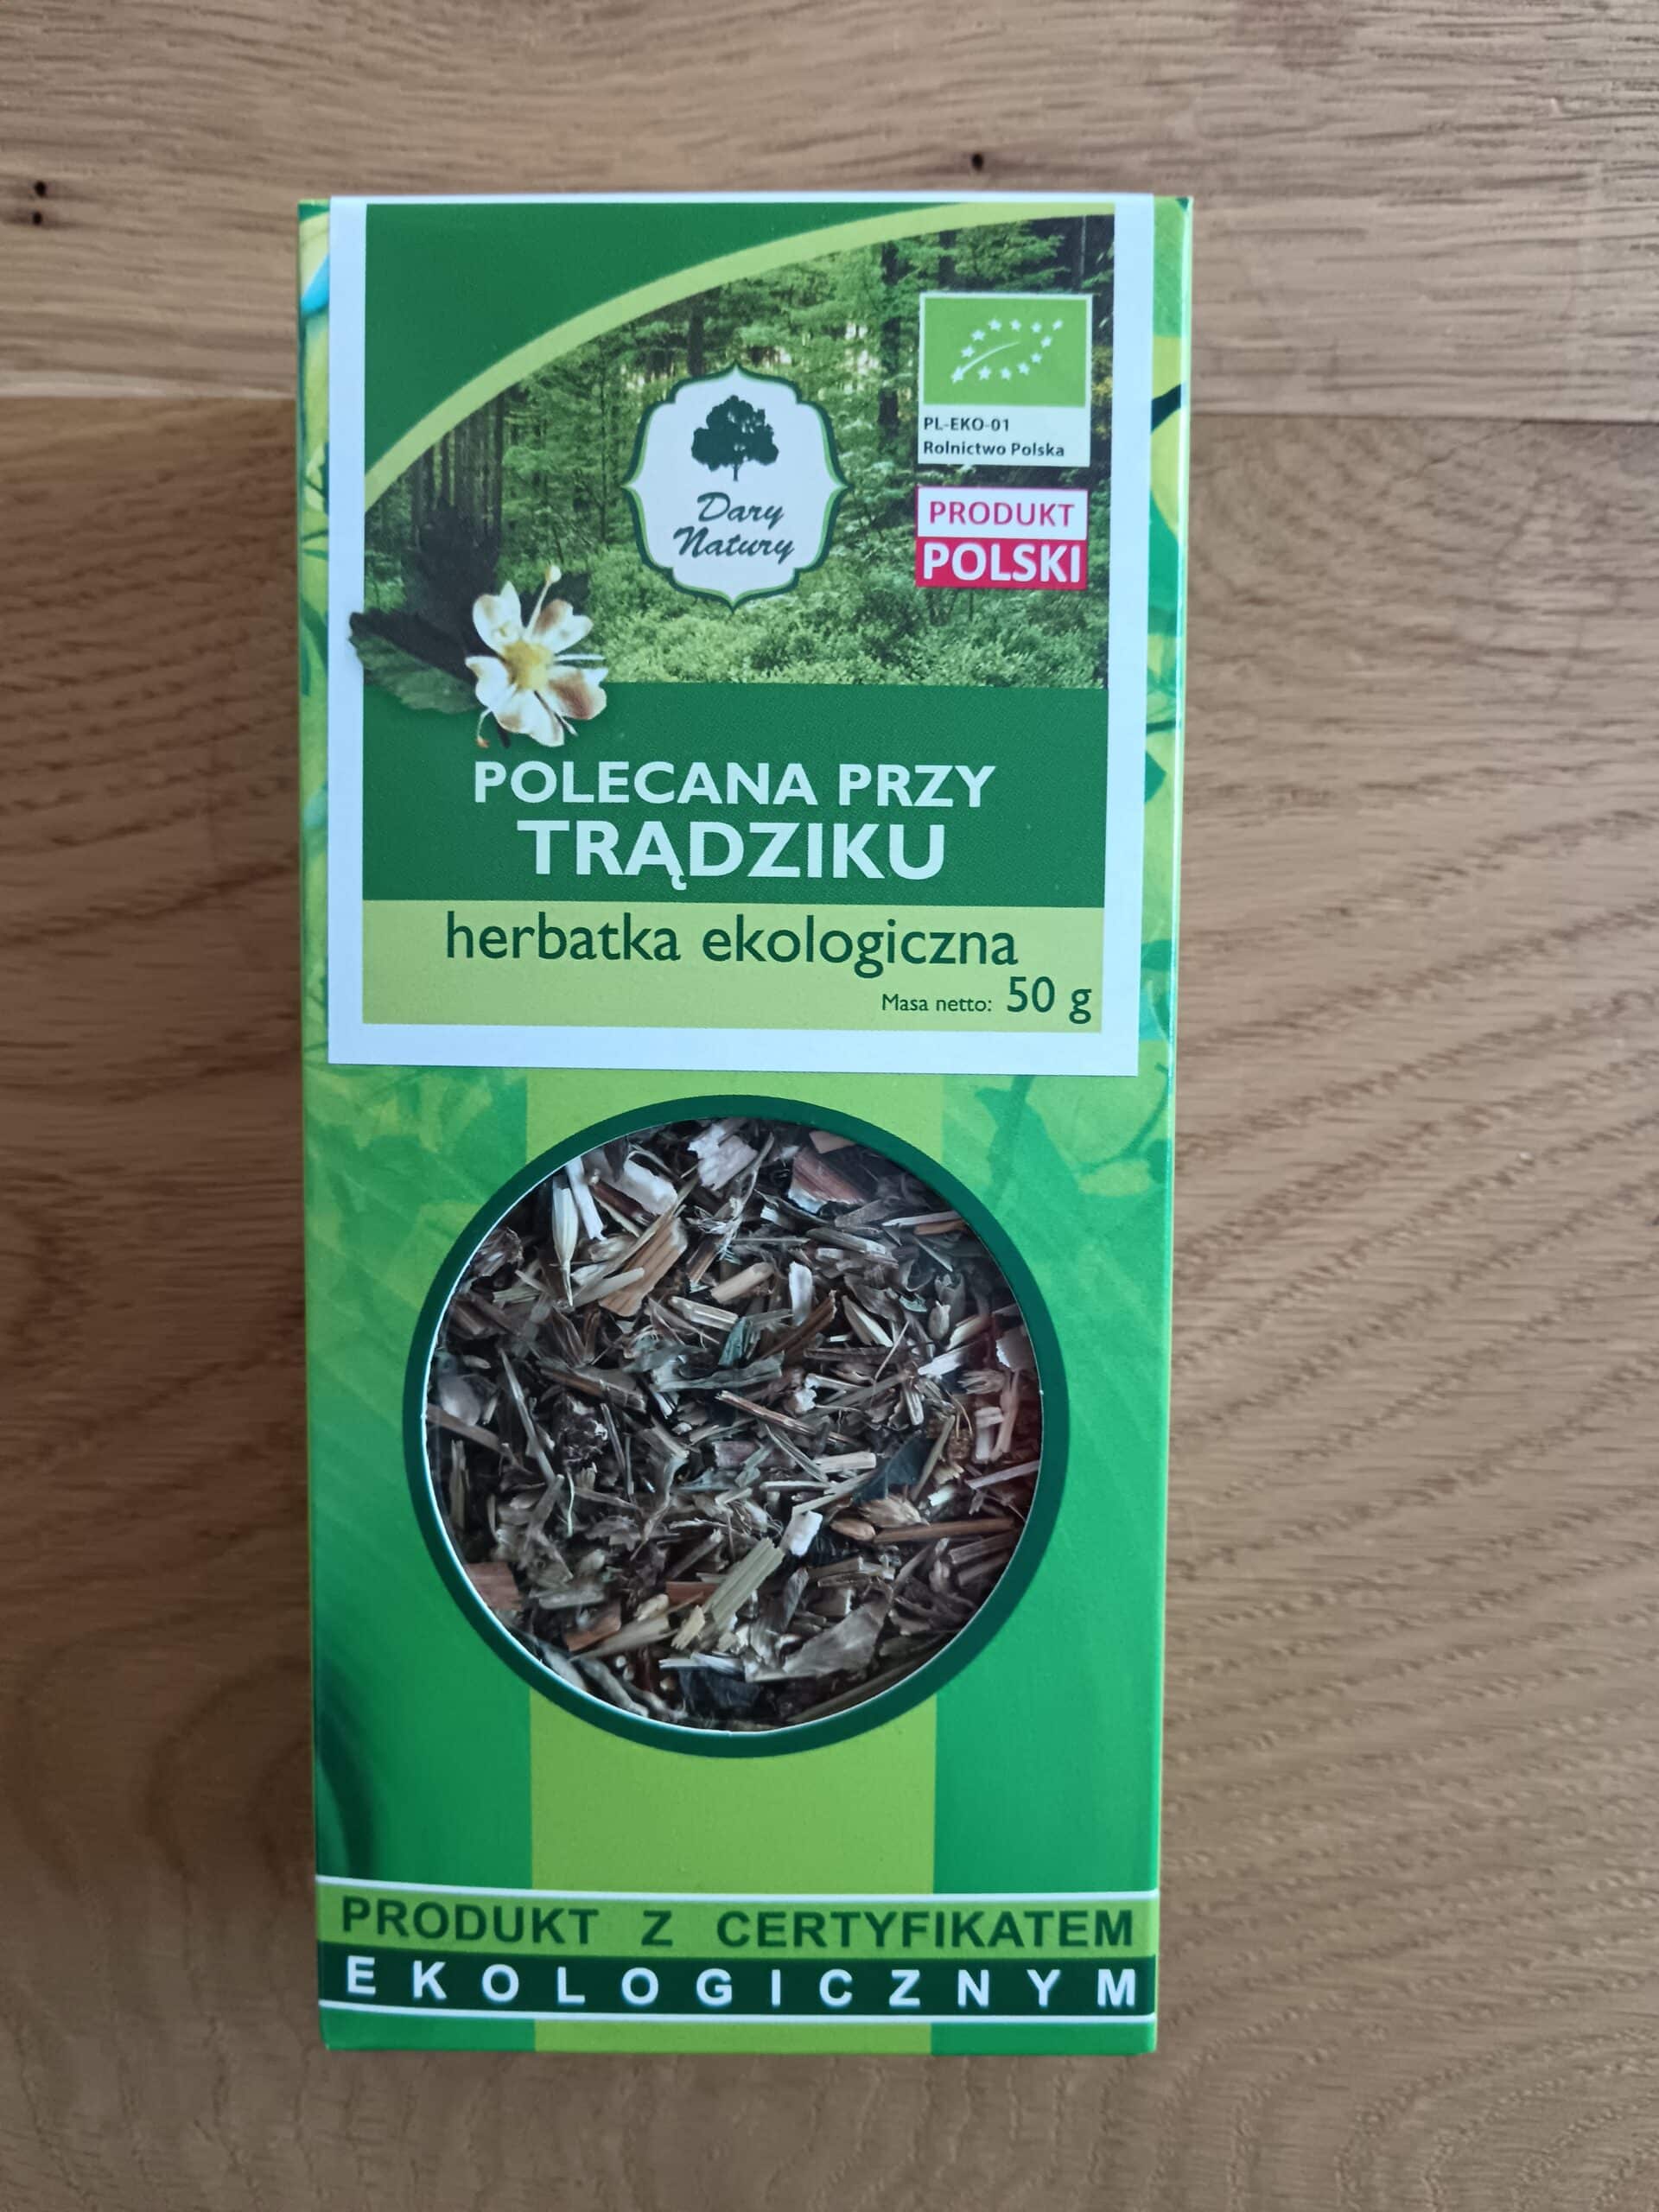 PL-EKO-01
Rolnictwo Polska
Dary
Natury
PRODUKT
POLSKI
POLECANA PRZY
TRĄDZIKU
herbatka ekologiczna
Masa netto: 50 g
PRODUKT Z CERTYFIKATEM
EKOLOGICZNYM